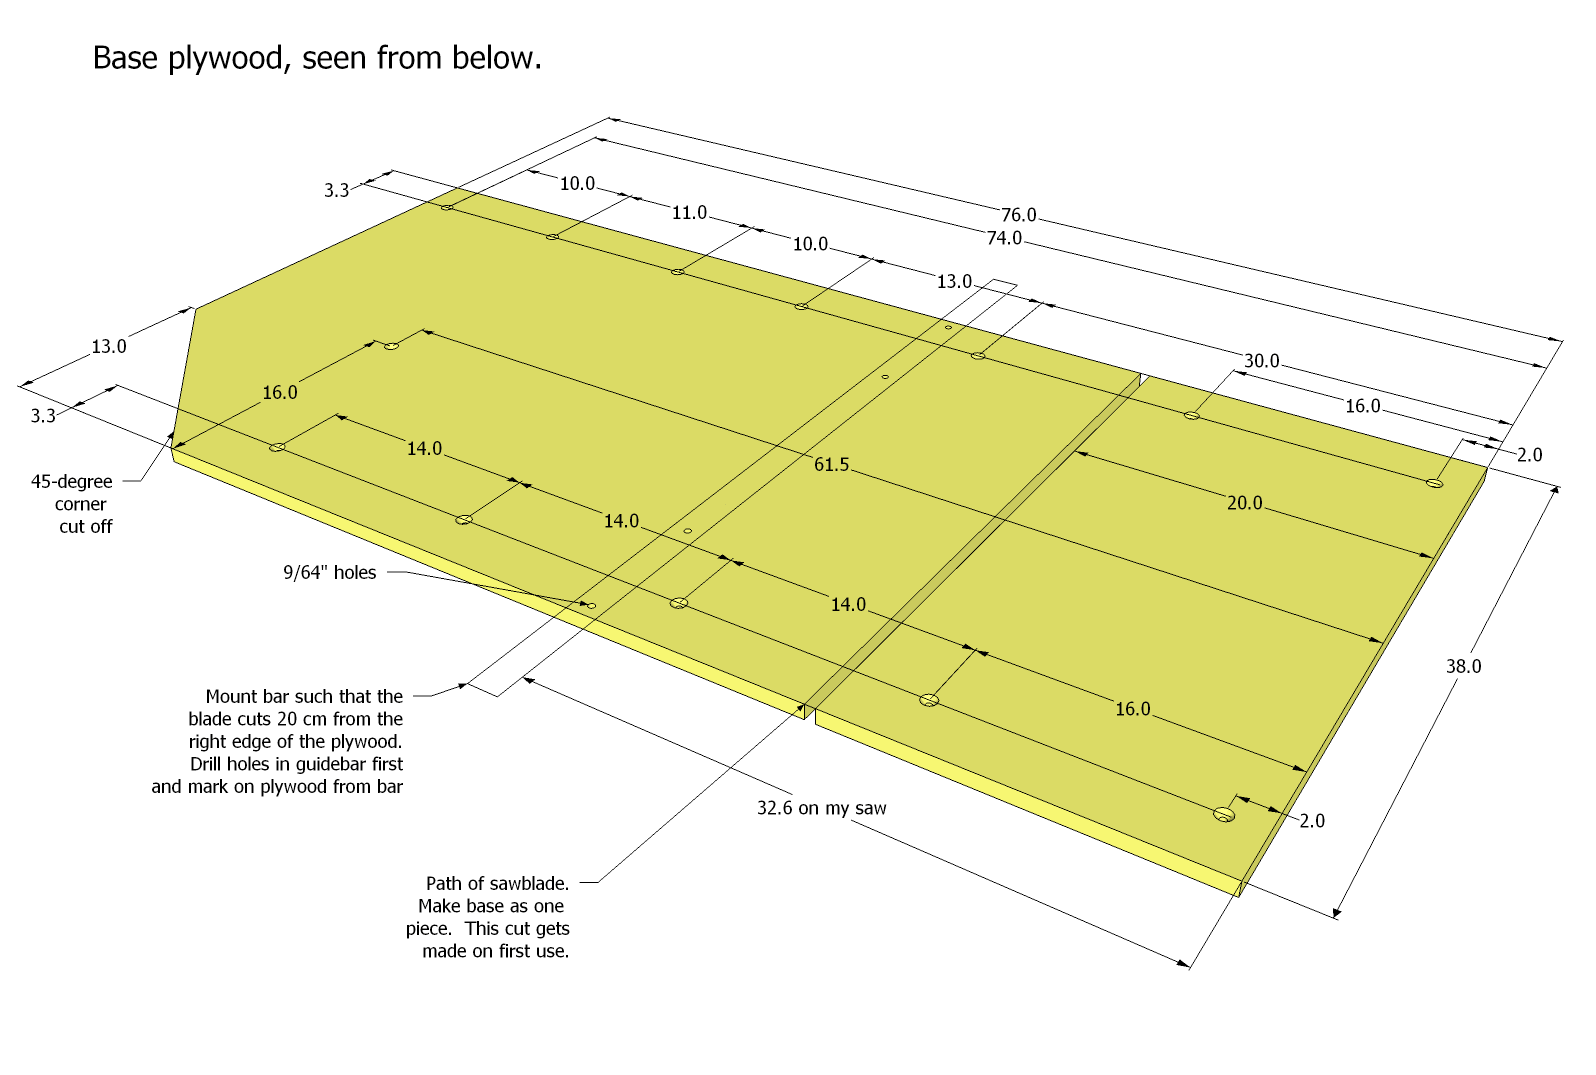 Base plywood, seen from below.
3.3
10.0
11.0
10.0
13.0
76.0
74.0
30.0
16.0
2.0
13.0
3.3
16.0
14.0
14.0
14.0
16.0
61.5
20.0
38.0
2.0
45-degree
corner
cut off
9/64" holes
Mount bar such that the
blade cuts 20 cm from the
right edge of the plywood.
Drill holes in guidebar first
and mark on plywood from bar
32.6 on my saw
Path of sawblade.
Make base as one
piece.  This cut gets
made on first use.